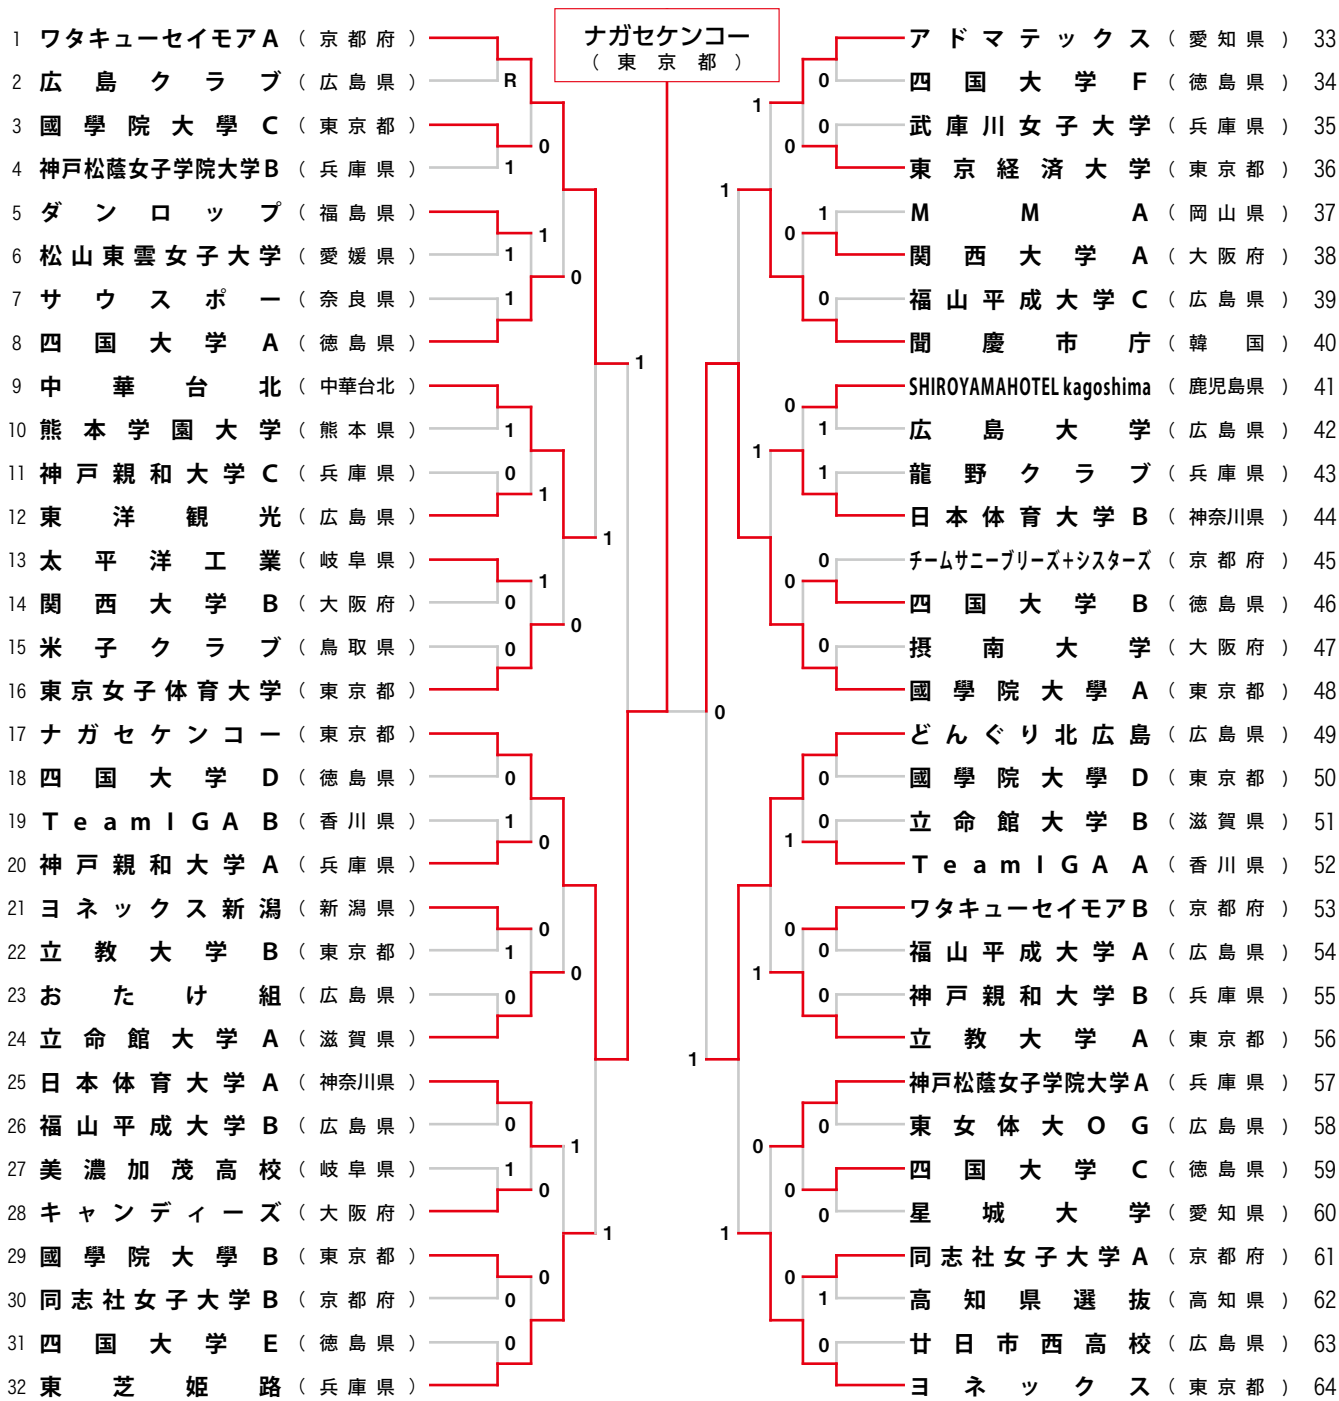 ナガセケンコー
(東京都)
1 ワタキューセイモアA (京都府)
2 広島クラブ (広島県)
R
3 國學院大學C (東京都)
0
4 神戸松蔭女子学院大学B (兵庫県)
1
5 ダンロップ (福島県)
1
6 松山東雲女子大学 (愛媛県)
1
0
7 サウスポー (奈良県)
1
8 四国大学A (徳島県)
1
9 中華台北 (中華台北)
10 熊本学園大学 (熊本県)
1
11 神戸親和大学C (兵庫県)
0
1
12 東洋観光 (広島県)
1
13 太平洋工業 (岐阜県)
1
14 関西大学B (大阪府)
0
0
15 米子クラブ (鳥取県)
0
16 東京女子体育大学 (東京都)
17 ナガセケンコー (東京都)
18 四国大学D (徳島県)
0
19 TeamIGA B (香川県)
1
0
20 神戸親和大学A (兵庫県)
21 ヨネックス新潟 (新潟県)
0
22 立教大学B (東京都)
1
0
23 おたけ組 (広島県)
0
24 立命館大学A (滋賀県)
25 日本体育大学A (神奈川県)
26 福山平成大学B (広島県)
0
1
27 美濃加茂高校 (岐阜県)
1
0
28 キャンディーズ (大阪府)
1
29 國學院大學B (東京都)
0
30 同志社女子大学B (京都府)
0
31 四国大学E (徳島県)
0
32 東芝姫路 (兵庫県)
0
アドマテックス (愛知県) 33
0
四国大学F (徳島県) 34
1
0
武庫川女子大学 (兵庫県) 35
0
東京経済大学 (東京都) 36
1
1
MMA (岡山県) 37
0
関西大学A (大阪府) 38
0
福山平成大学C (広島県) 39
聞慶市庁 (韓国) 40
SHIROYAMAHOTEL kagoshima (鹿児島県) 41
0
1
広島大学 (広島県) 42
1
1
龍野クラブ (兵庫県) 43
日本体育大学B (神奈川県) 44
0
チームサニーブリーズ+シスターズ (京都府) 45
0
四国大学B (徳島県) 46
0
摂南大学 (大阪府) 47
國學院大學A (東京都) 48
どんぐり北広島 (広島県) 49
0
國學院大學D (東京都) 50
0
立命館大学B (滋賀県) 51
1
TeamIGA A (香川県) 52
ワタキューセイモアB (京都府) 53
0
0
福山平成大学A (広島県) 54
1
0
神戸親和大学B (兵庫県) 55
立教大学A (東京都) 56
1
神戸松蔭女子学院大学A (兵庫県) 57
0
東女体大OG (広島県) 58
0
四国大学C (徳島県) 59
0
0
星城大学 (愛知県) 60
1
同志社女子大学A (京都府) 61
0
1
高知県選抜 (高知県) 62
0
廿日市西高校 (広島県) 63
ヨネックス (東京都) 64